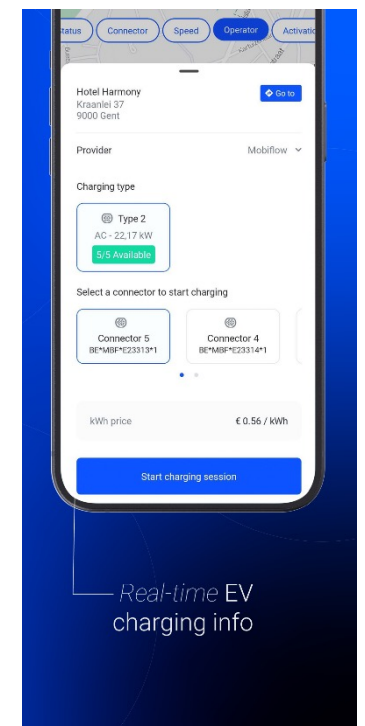 tatus Connector Speed Operator Activatio
Hotel Harmony
Go to
Kraanlei 37
9000 Gent
Provider Mobiflow
Charging type
Type 2
AC - 22,17 kW
5/5 Available
Select a connector to start charging
Connector 5 Connector 4
BE*MBF*E23313*1 BE*MBF*E23314*1
kWh price € 0.56 / kWh
Start charging session
Real-time EV
charging info